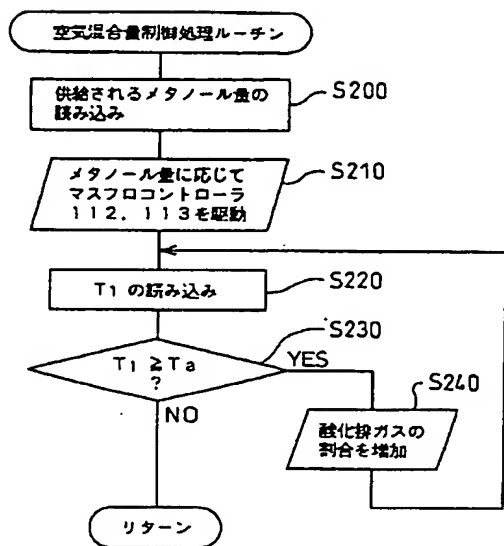 空気混合量制御処理ルーチン
供給されるメタノール量の
読み込み
S200
メタノール量に応じて
マスフロコントローラ
112，113を駆動
S210
T1 の読み込み
S220
T1 ≧ Ta
?
S230
YES
NO
S240
酸化排ガスの
割合を増加
リターン